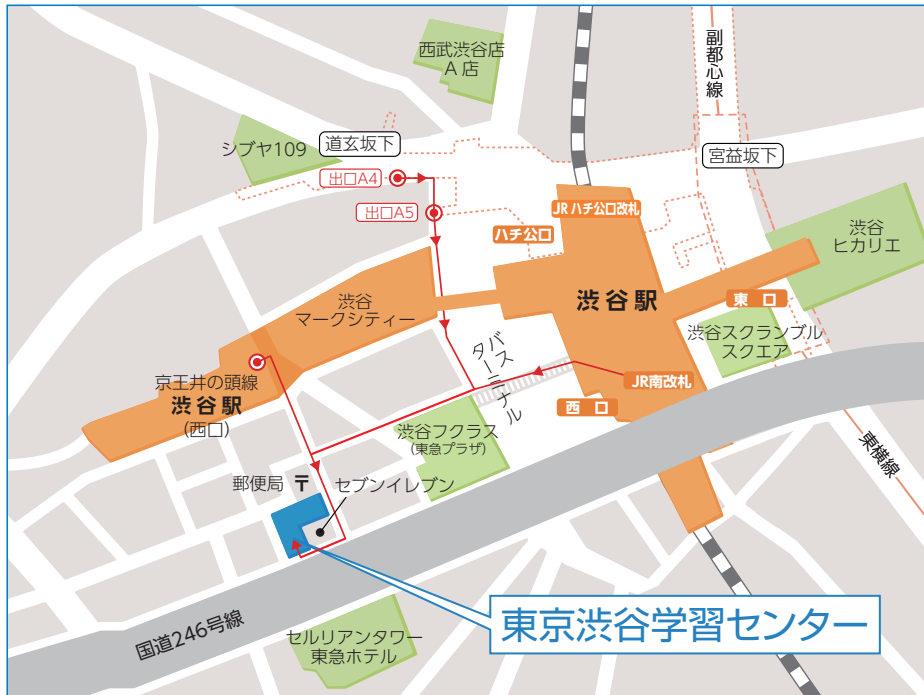 西武渋谷店
A店
副都心線
シブヤ109
道玄坂下
宮益坂下
出口A4
出口A5
JRハチ公口改札
ハチ公口
渋谷
ヒカリエ
渋谷駅
東口
渋谷
マークシティー
渋谷スクランブル
スクエア
バス
ターミナル
JR南改札
京王井の頭線
渋谷駅
(西口)
西口
渋谷フクラス
(東急プラザ)
東横線
郵便局 〒
セブンイレブン
国道246号線
東京渋谷学習センター
セルリアンタワー
東急ホテル